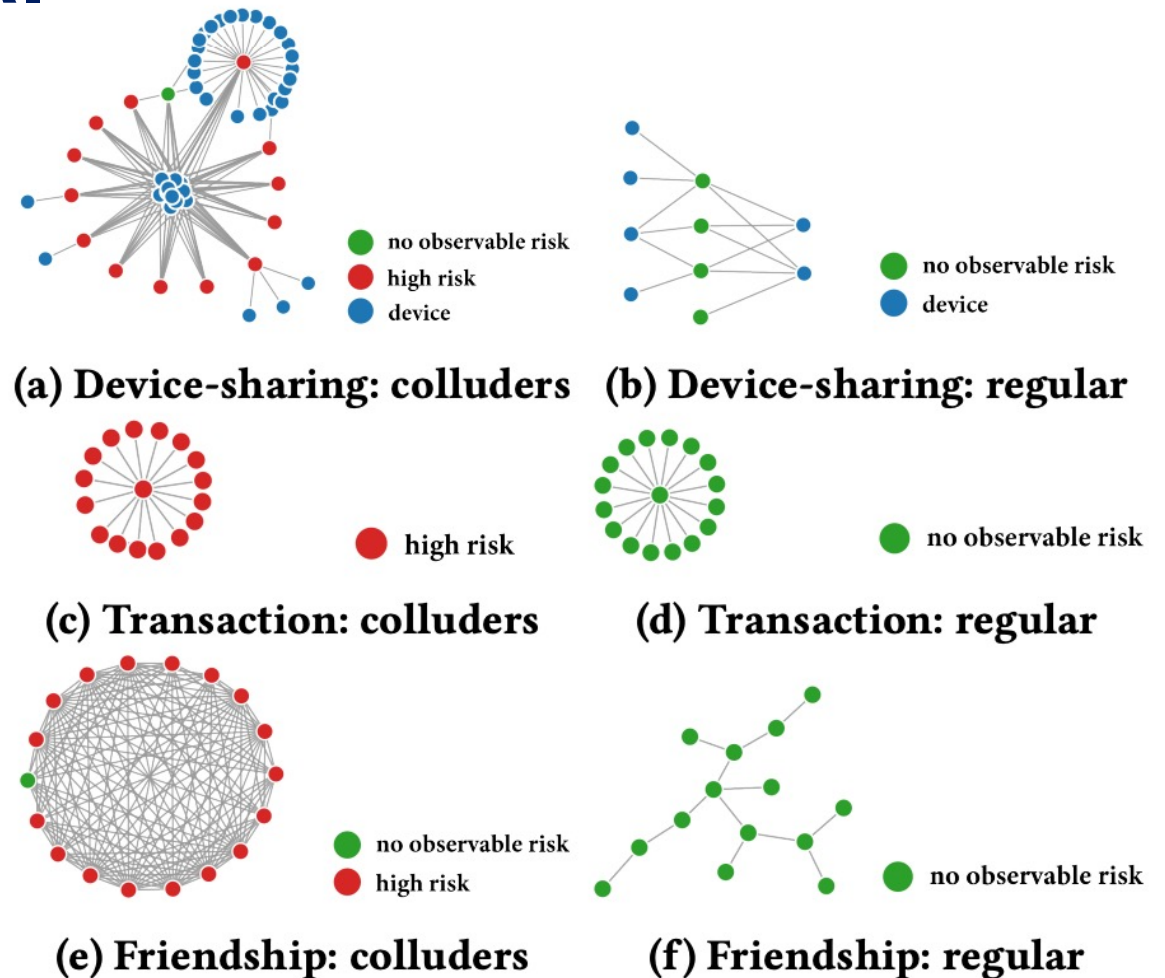 no observable risk
high risk
device
no observable risk
device
(a) Device-sharing: colluders
(b) Device-sharing: regular
high risk
no observable risk
(c) Transaction: colluders
(d) Transaction: regular
no observable risk
high risk
no observable risk
(e) Friendship: colluders
(f) Friendship: regular